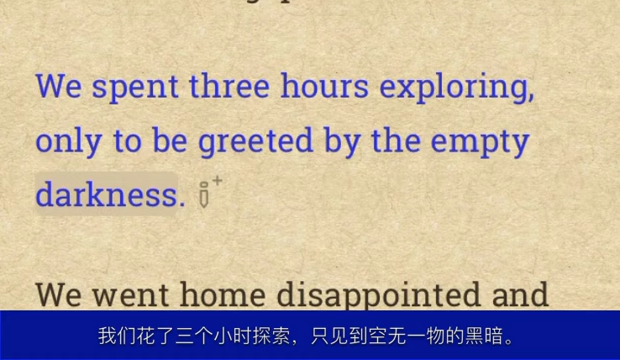 We spent three hours exploring,
only to be greeted by the empty
darkness.
We went home disappointed and
我们花了三个小时探索，只见到空无一物的黑暗。